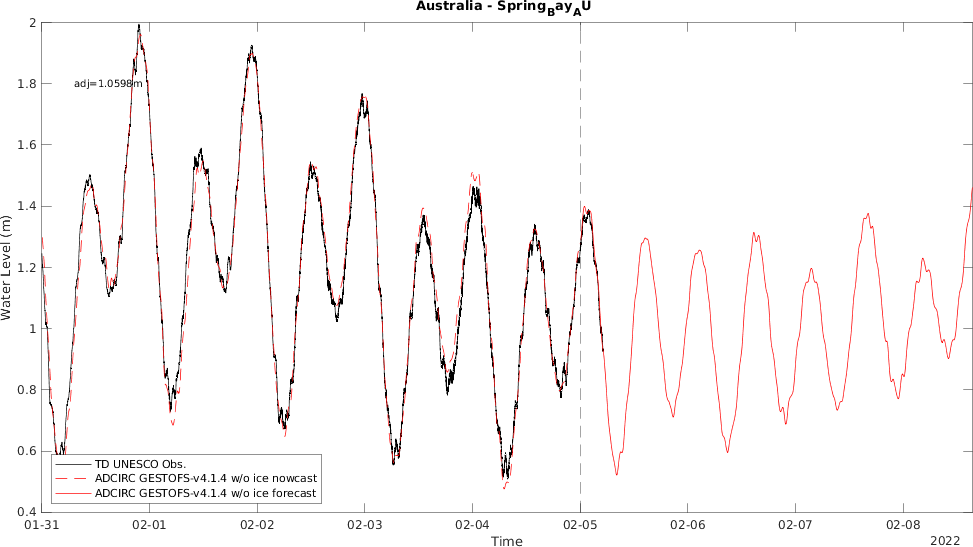 Australia - SpringBayAU
2
1.8
1.6
1.4
1.2
1
0.8
0.6
0.4
Water Level (m)
adj=1.0598m
TD UNESCO Obs.
ADCIRC GESTOFS-v4.1.4 w/o ice nowcast
ADCIRC GESTOFS-v4.1.4 w/o ice forecast
01-31 02-01 02-02 02-03 02-04 02-05 02-06 02-07 02-08
Time
2022